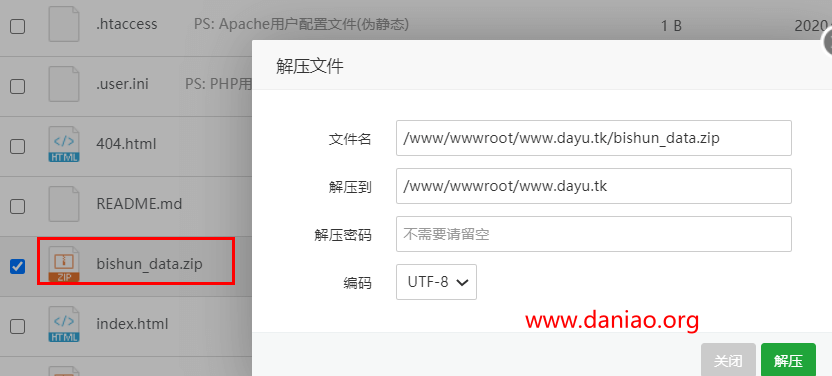 .htaccess PS: Apache用户配置文件(伪静态) 1 B 2020
解压文件
.user.ini PS: PHP用
文件名 /www/wwwroot/www.dayu.tk/bishun_data.zip
404.html
解压到 /www/wwwroot/www.dayu.tk
README.md
解压密码 不需要请留空
bishun_data.zip
ZIP
编码 UTF-8
index.html
www.daniao.org
关闭 解压
HTML
HTML